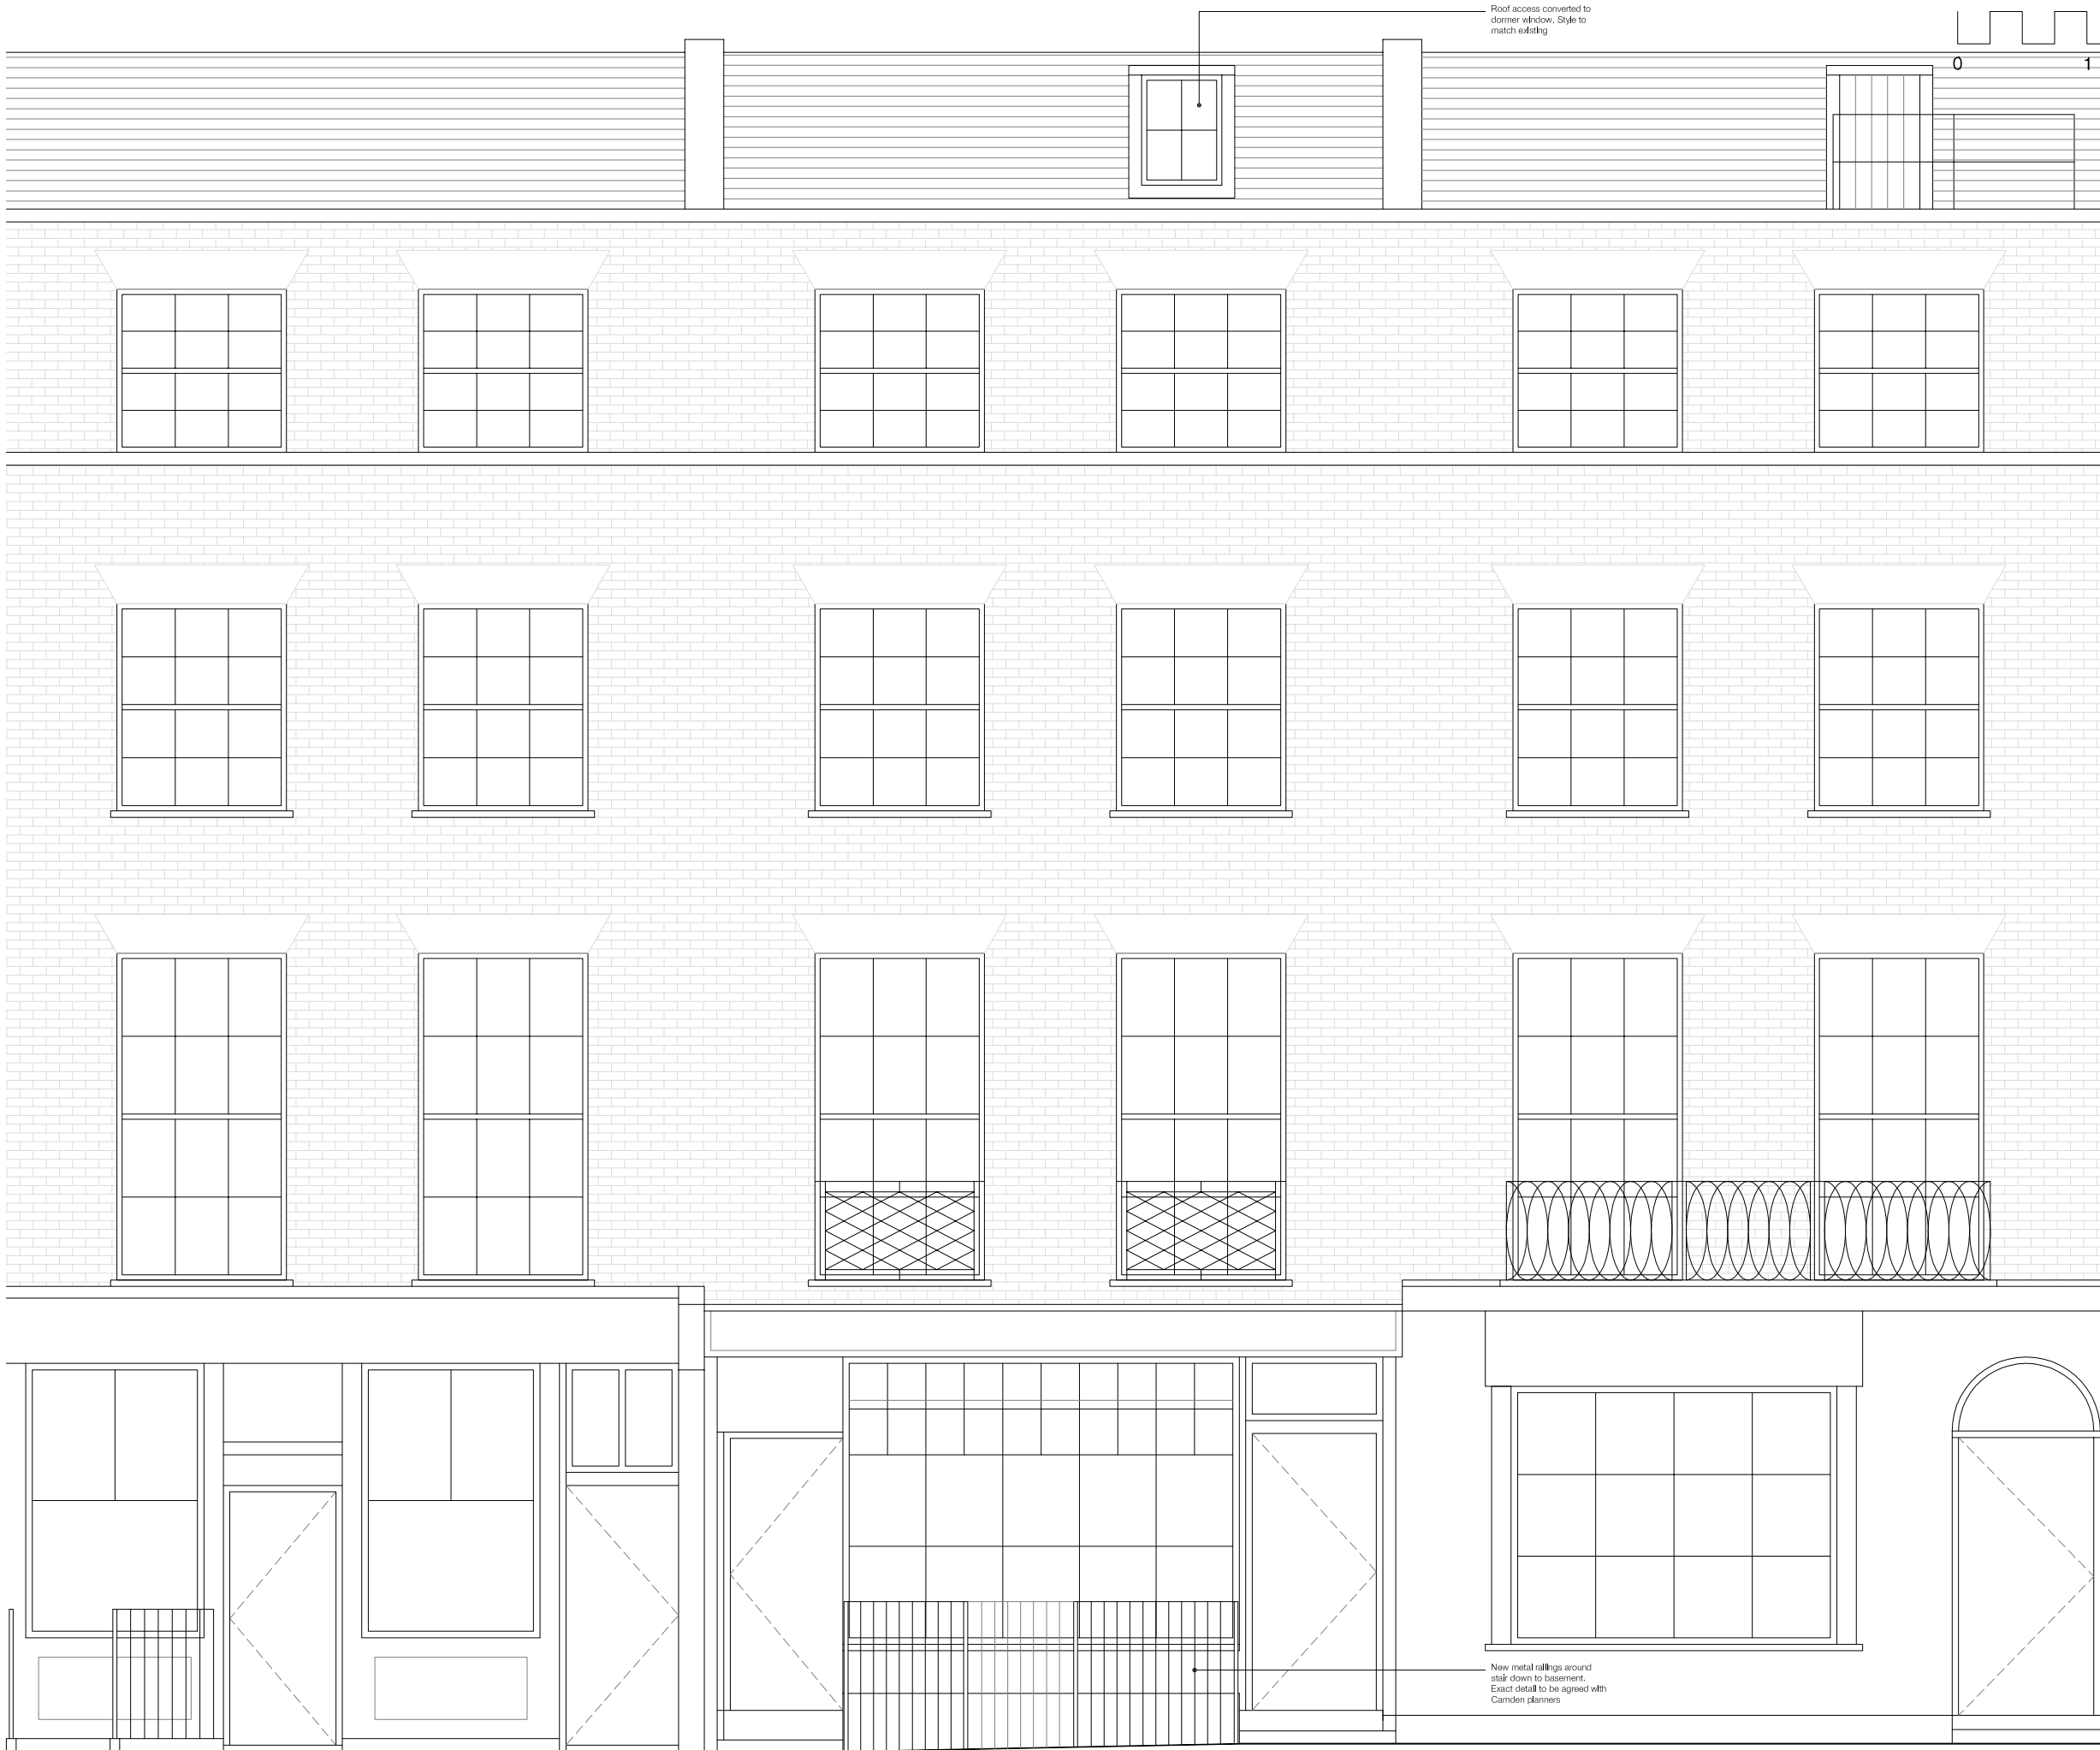 Roof access converted to
dormer window. Style to
match existing
0 1
New metal railings around
stair down to basement.
Exact detail to be agreed with
Camden planners